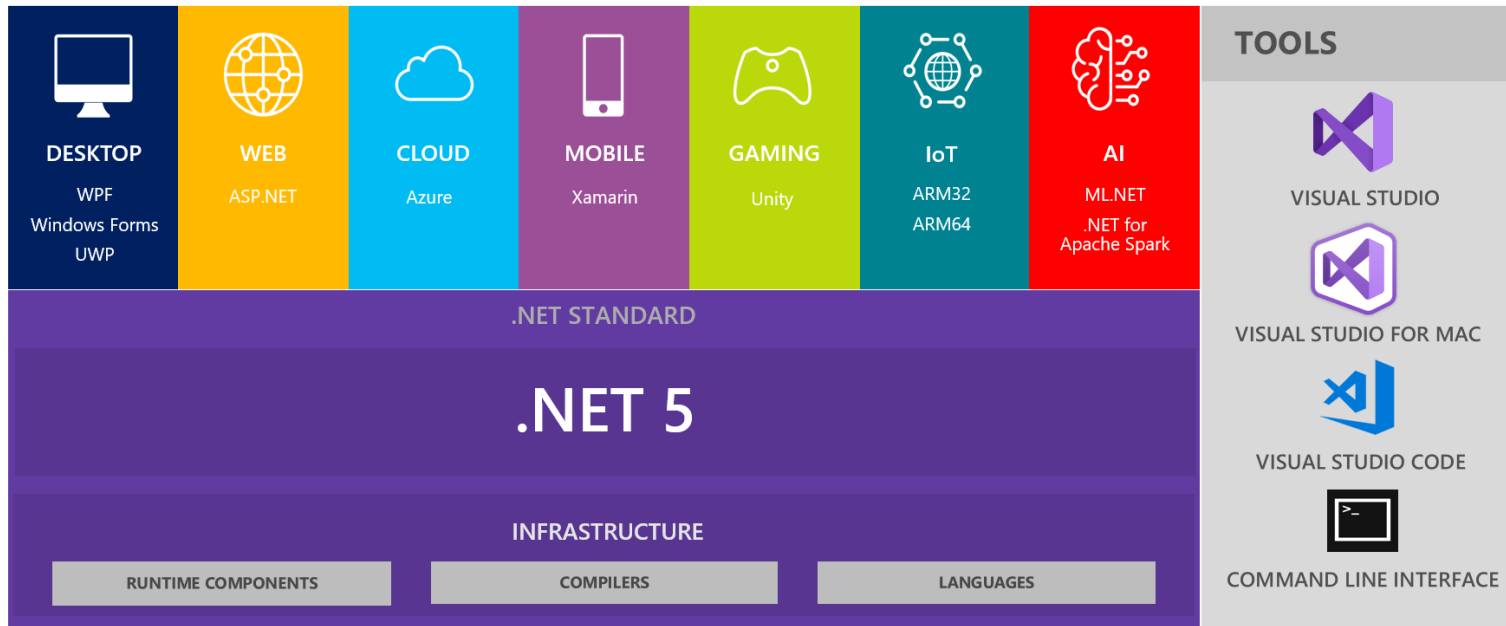 DESKTOP
WPF
Windows Forms
UWP
WEB
ASP.NET
CLOUD
Azure
MOBILE
Xamarin
GAMING
Unity
IoT
ARM32
ARM64
AI
ML.NET
.NET for
Apache Spark
.NET STANDARD
.NET 5
INFRASTRUCTURE
RUNTIME COMPONENTS
COMPILERS
LANGUAGES
TOOLS
VISUAL STUDIO
VISUAL STUDIO FOR MAC
VISUAL STUDIO CODE
>_
COMMAND LINE INTERFACE